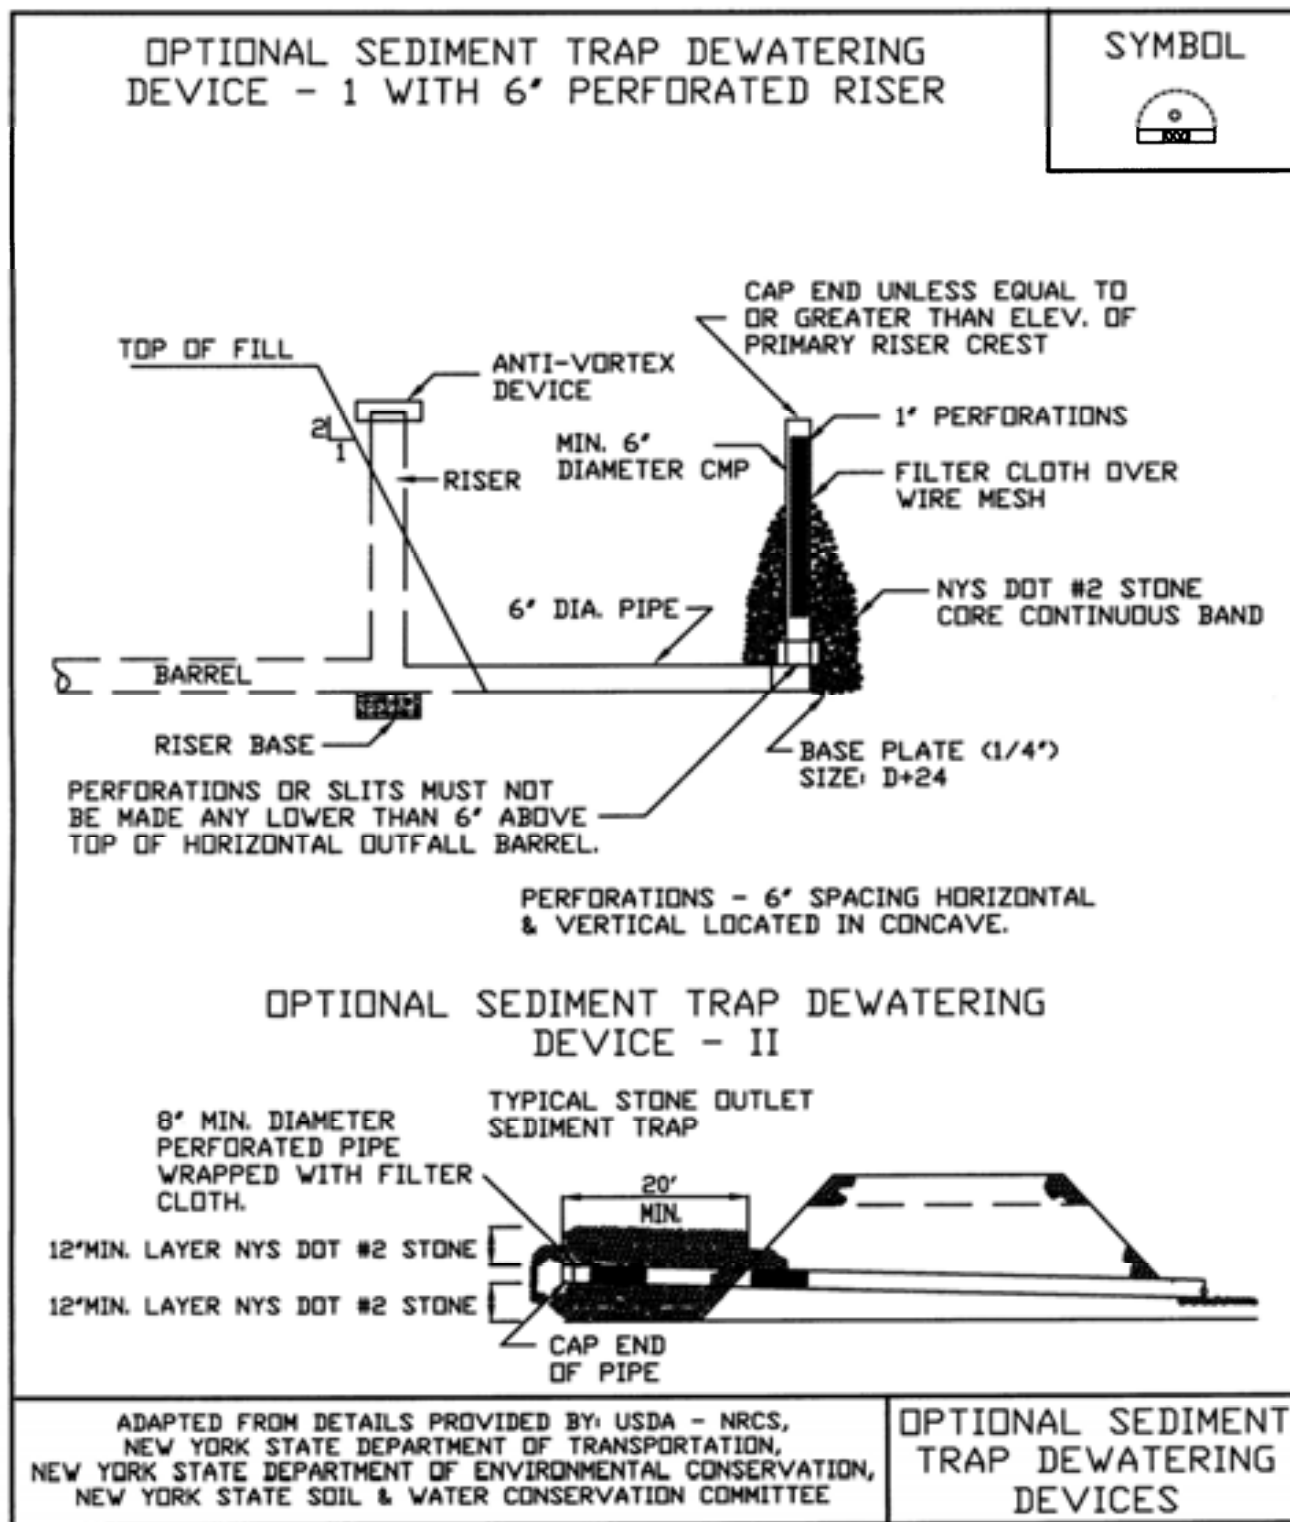 OPTIONAL SEDIMENT TRAP DEWATERING
DEVICE - 1 WITH 6" PERFORATED RISER
SYMBOL
CAP END UNLESS EQUAL TO
OR GREATER THAN ELEV. OF
PRIMARY RISER CREST
TOP OF FILL
ANTI-VORTEX
DEVICE
2
1
RISER
MIN. 6"
DIAMETER CMP
1" PERFORATIONS
FILTER CLOTH OVER
WIRE MESH
NYS DOT #2 STONE
CORE CONTINUOUS BAND
6" DIA. PIPE
BARREL
RISER BASE
BASE PLATE (1/4")
SIZE: D+24
PERFORATIONS OR SLITS MUST NOT
BE MADE ANY LOWER THAN 6" ABOVE
TOP OF HORIZONTAL OUTFALL BARREL.
PERFORATIONS - 6" SPACING HORIZONTAL
& VERTICAL LOCATED IN CONCAVE.
OPTIONAL SEDIMENT TRAP DEWATERING
DEVICE - II
TYPICAL STONE OUTLET
SEDIMENT TRAP
8" MIN. DIAMETER
PERFORATED PIPE
WRAPPED WITH FILTER
CLOTH.
20'
MIN.
12"MIN. LAYER NYS DOT #2 STONE
12"MIN. LAYER NYS DOT #2 STONE
CAP END
OF PIPE
ADAPTED FROM DETAILS PROVIDED BY: USDA - NRCS,
NEW YORK STATE DEPARTMENT OF TRANSPORTATION,
NEW YORK STATE DEPARTMENT OF ENVIRONMENTAL CONSERVATION,
NEW YORK STATE SOIL & WATER CONSERVATION COMMITTEE
OPTIONAL SEDIMENT
TRAP DEWATERING
DEVICES